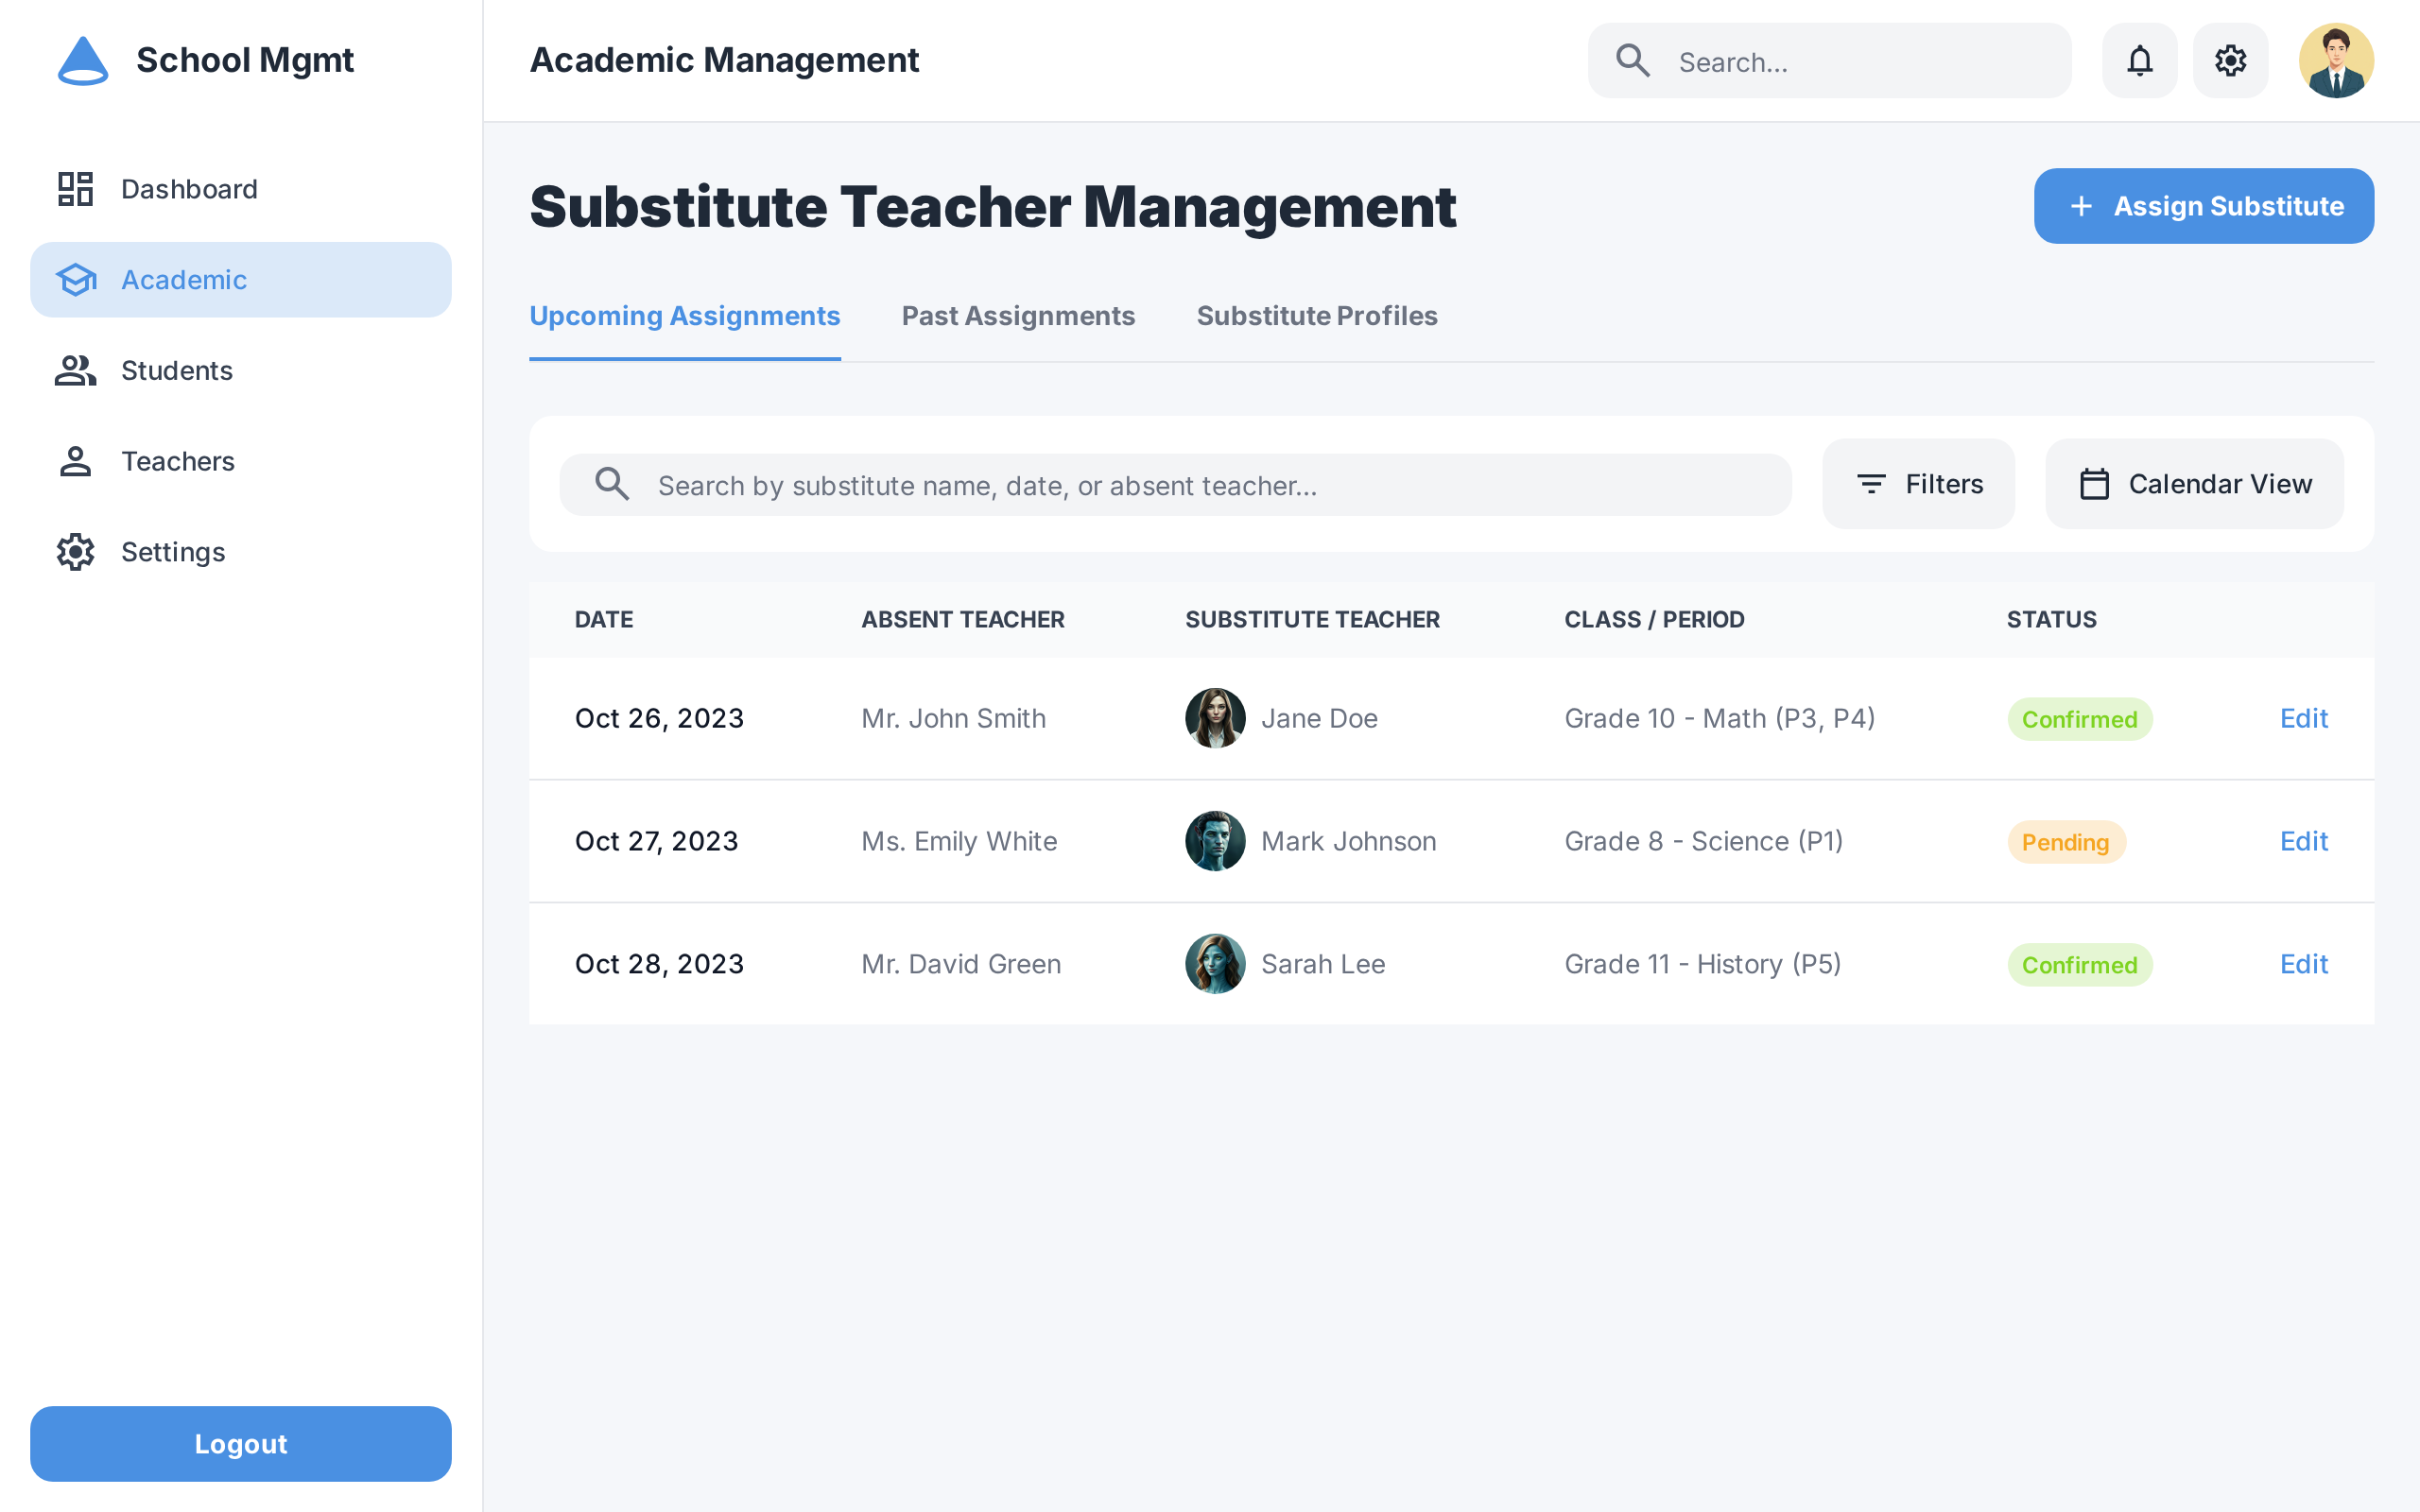 School Mgmt
Dashboard
Academic
Students
Teachers
Settings
Logout
Academic Management
Search...
Substitute Teacher Management
Assign Substitute
Upcoming Assignments
Past Assignments
Substitute Profiles
Search by substitute name, date, or absent teacher...
Filters
Calendar View
DATE ABSENT TEACHER SUBSTITUTE TEACHER CLASS / PERIOD STATUS
Oct 26, 2023 Mr. John Smith Jane Doe Grade 10 - Math (P3, P4) Confirmed Edit
Oct 27, 2023 Ms. Emily White Mark Johnson Grade 8 - Science (P1) Pending Edit
Oct 28, 2023 Mr. David Green Sarah Lee Grade 11 - History (P5) Confirmed Edit